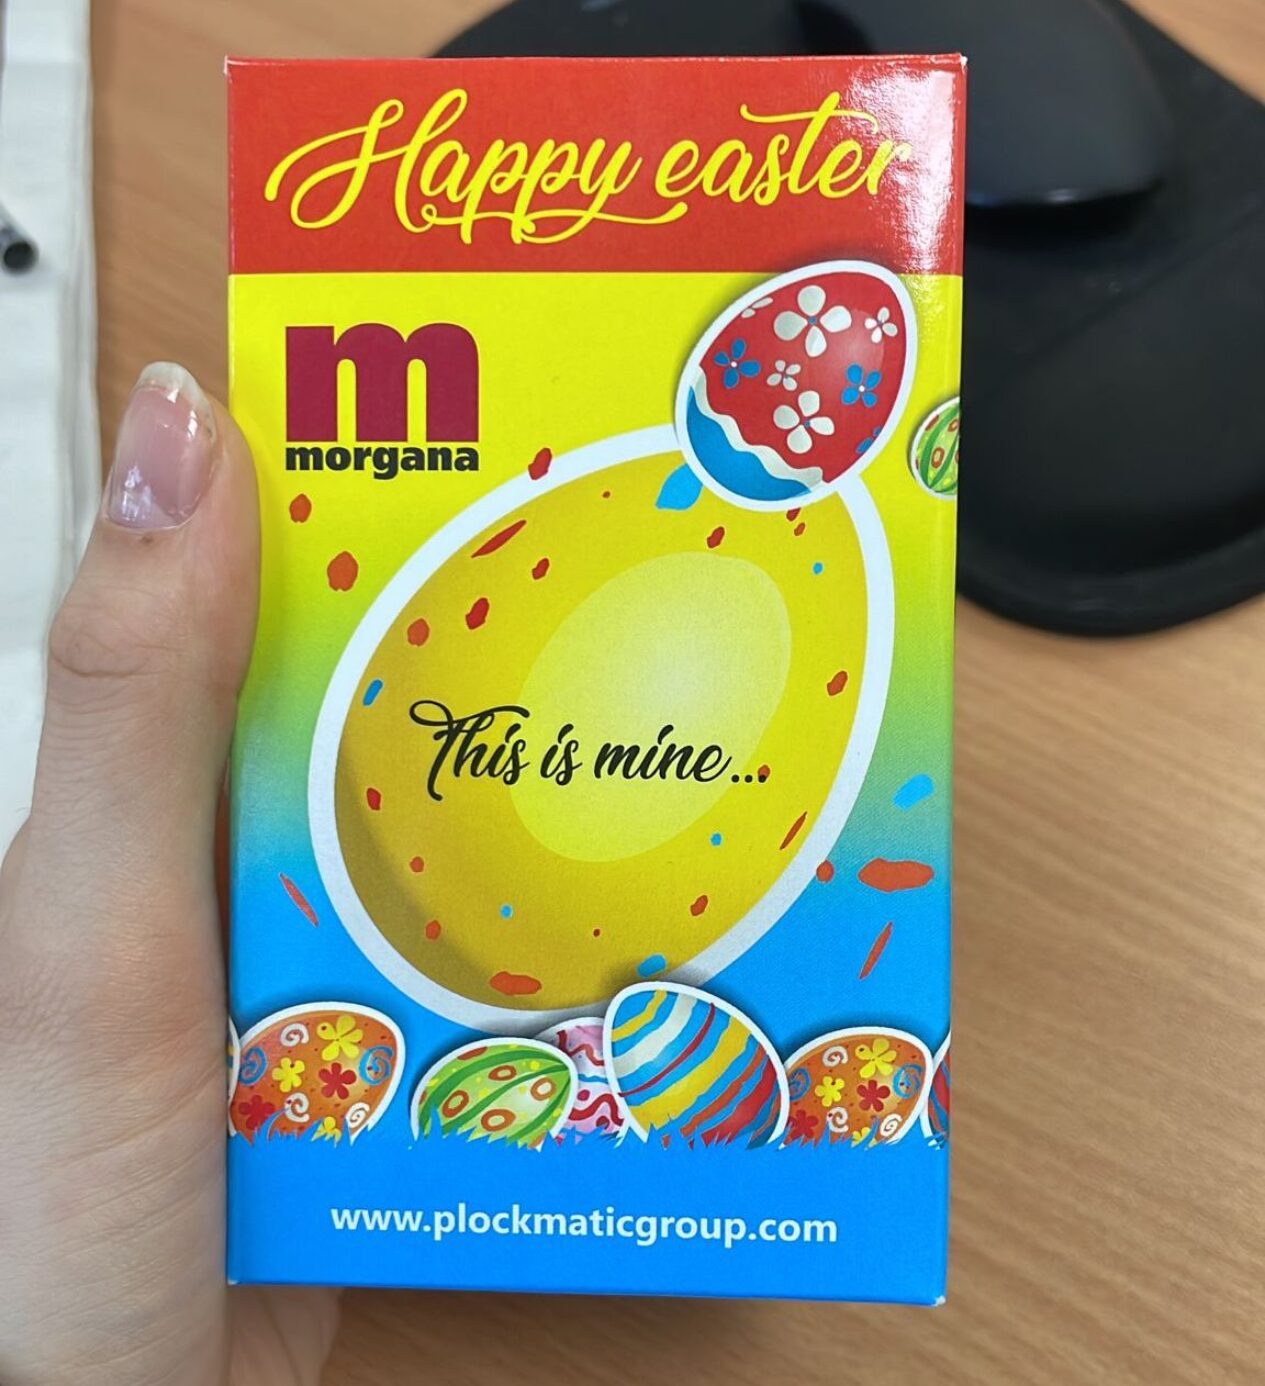 Happy easter
m
morgana
This is mine...
www.plockmaticgroup.com